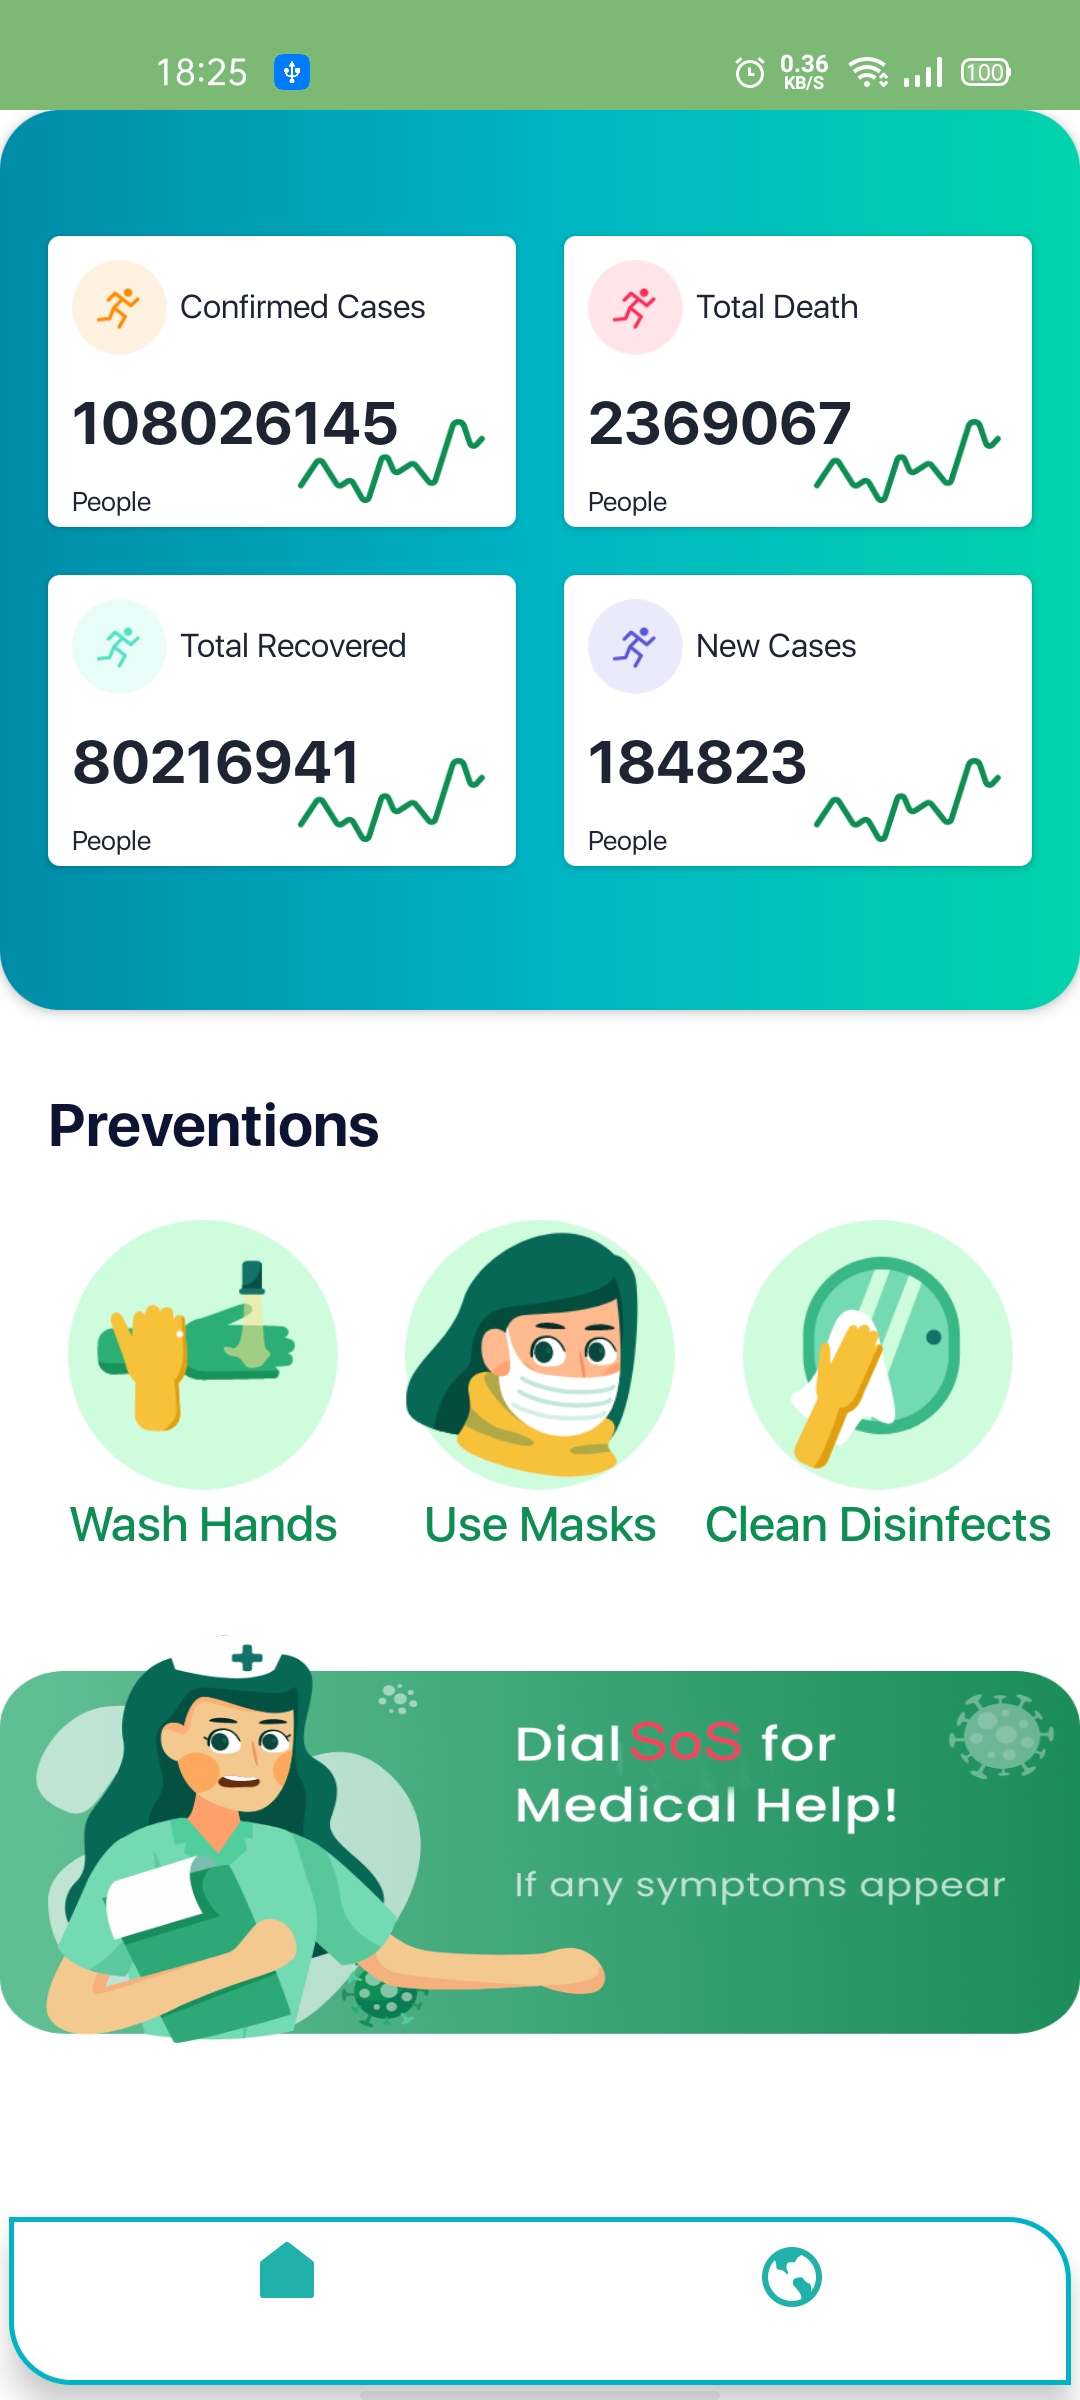 18:25
0.36
KB/S
100
Confirmed Cases
108026145
People
Total Death
2369067
People
Total Recovered
80216941
People
New Cases
184823
People
Preventions
Wash Hands
Use Masks
Clean Disinfects
Dial SoS for
Medical Help!
If any symptoms appear